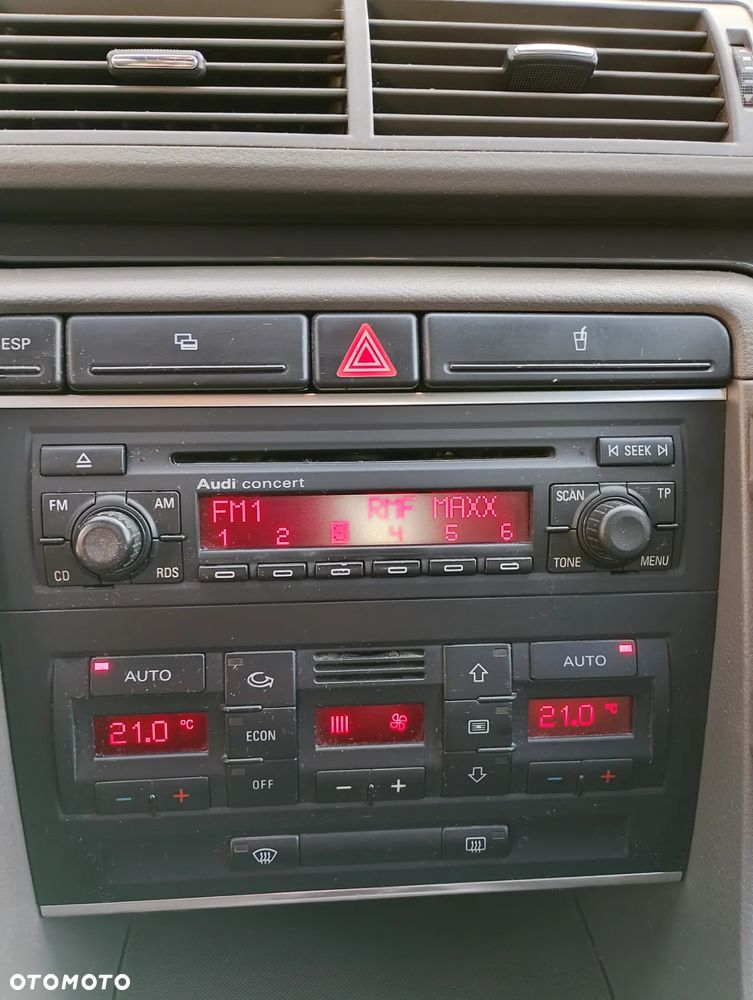 ESP
Audi concert
SEEK
FM
AM
FM1 RMF MAXX
1 2 3 4 5 6
SCAN
TP
CD
RDS
TONE
MENU
AUTO
AUTO
21.0 °C
ECON
21.0 °C
OFF
− +
− +
− +
OTOMOTO